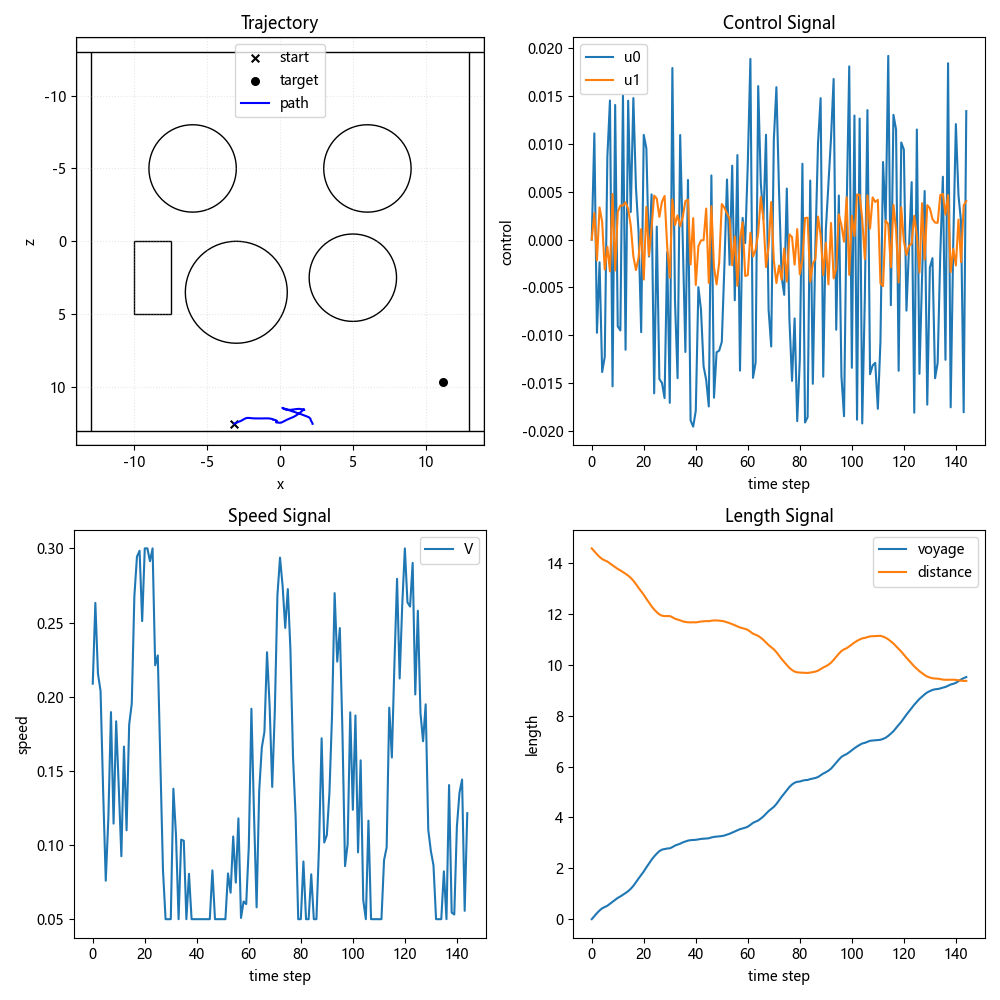 Trajectory
start
target
path
-10
-5
0
5
10
z
-10
-5
0
5
10
x
Control Signal
u0
u1
0.020
0.015
0.010
0.005
0.000
-0.005
-0.010
-0.015
-0.020
control
0
20
40
60
80
100
120
140
time step
Speed Signal
V
0.30
0.25
0.20
0.15
0.10
0.05
speed
0
20
40
60
80
100
120
140
time step
Length Signal
voyage
distance
14
12
10
8
6
4
2
0
length
0
20
40
60
80
100
120
140
time step